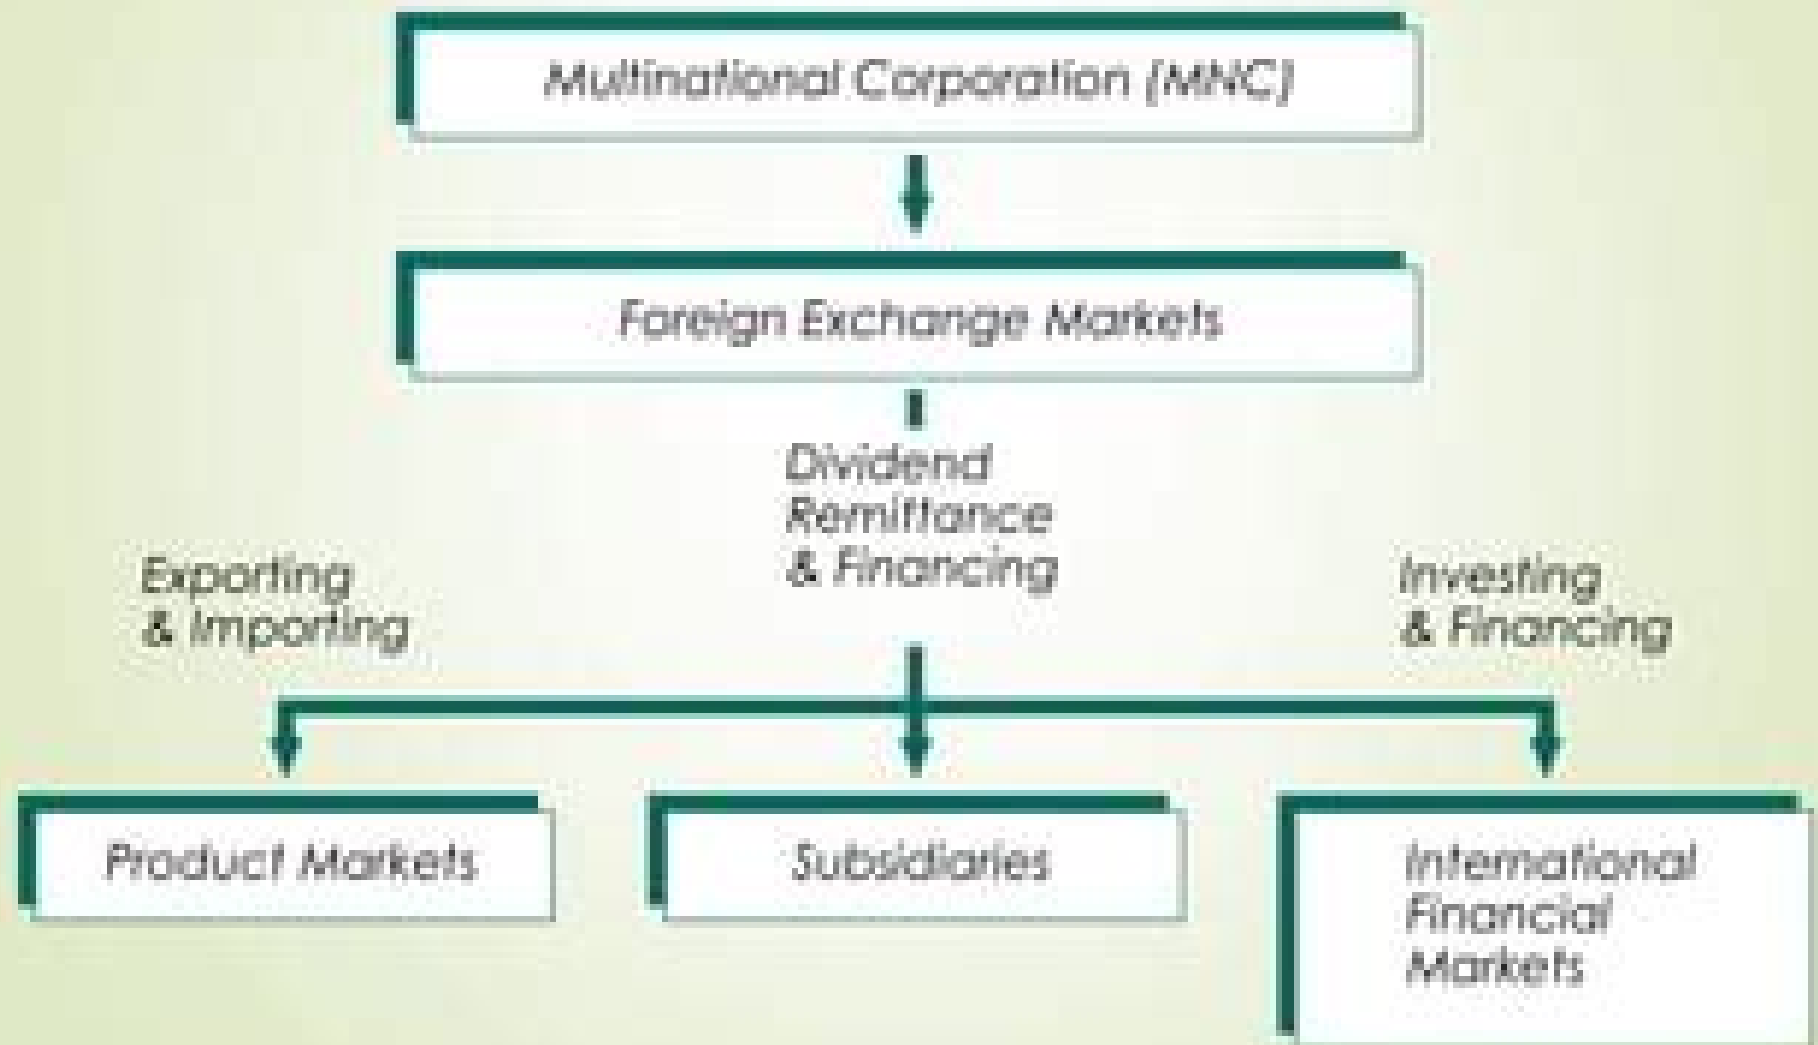 Multinational Corporation (MNC)
Foreign Exchange Markets
Dividend
Remittance
& Financing
Exporting
& Importing
Investing
& Financing
Product Markets
Subsidiaries
International
Financial
Markets